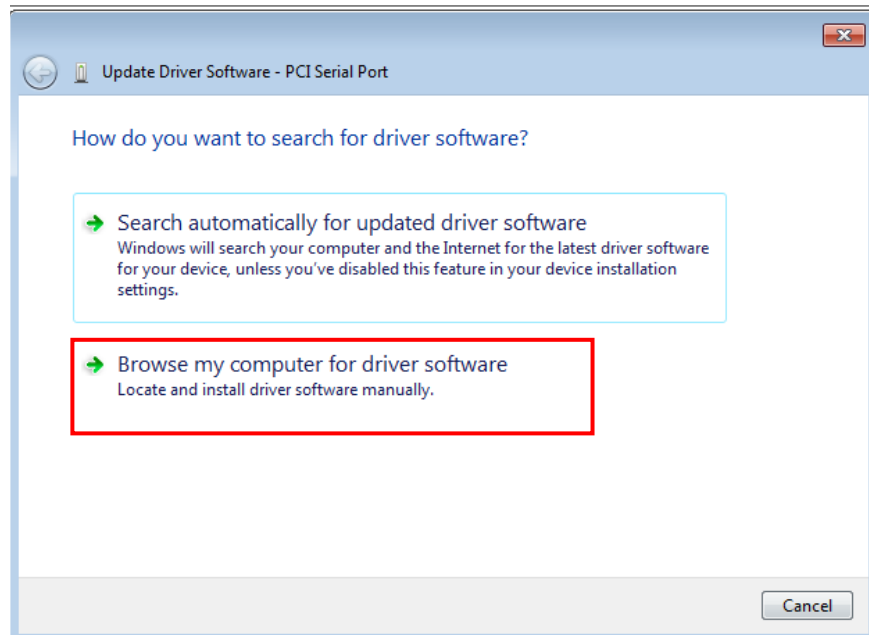 Update Driver Software - PCI Serial Port
How do you want to search for driver software?
Search automatically for updated driver software
Windows will search your computer and the Internet for the latest driver software
for your device, unless you've disabled this feature in your device installation
settings.
Browse my computer for driver software
Locate and install driver software manually.
Cancel